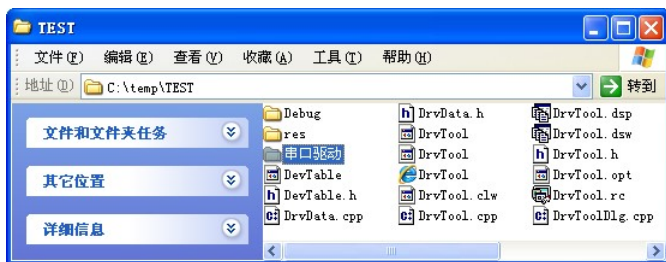 TEST
文件(F) 编辑(E) 查看(V) 收藏(A) 工具(T) 帮助(H)
地址(D) C:\temp\TEST 转到
文件和文件夹任务
其它位置
详细信息
Debug
res
串口驱动
DevTable
DevTable.h
DrvData.cpp
DrvData.h
DrvTool
DrvTool
DrvTool
DrvTool.clw
DrvTool.cpp
DrvTool.dsp
DrvTool.dsw
DrvTool.h
DrvTool.opt
DrvTool.rc
DrvToolDlg.cpp